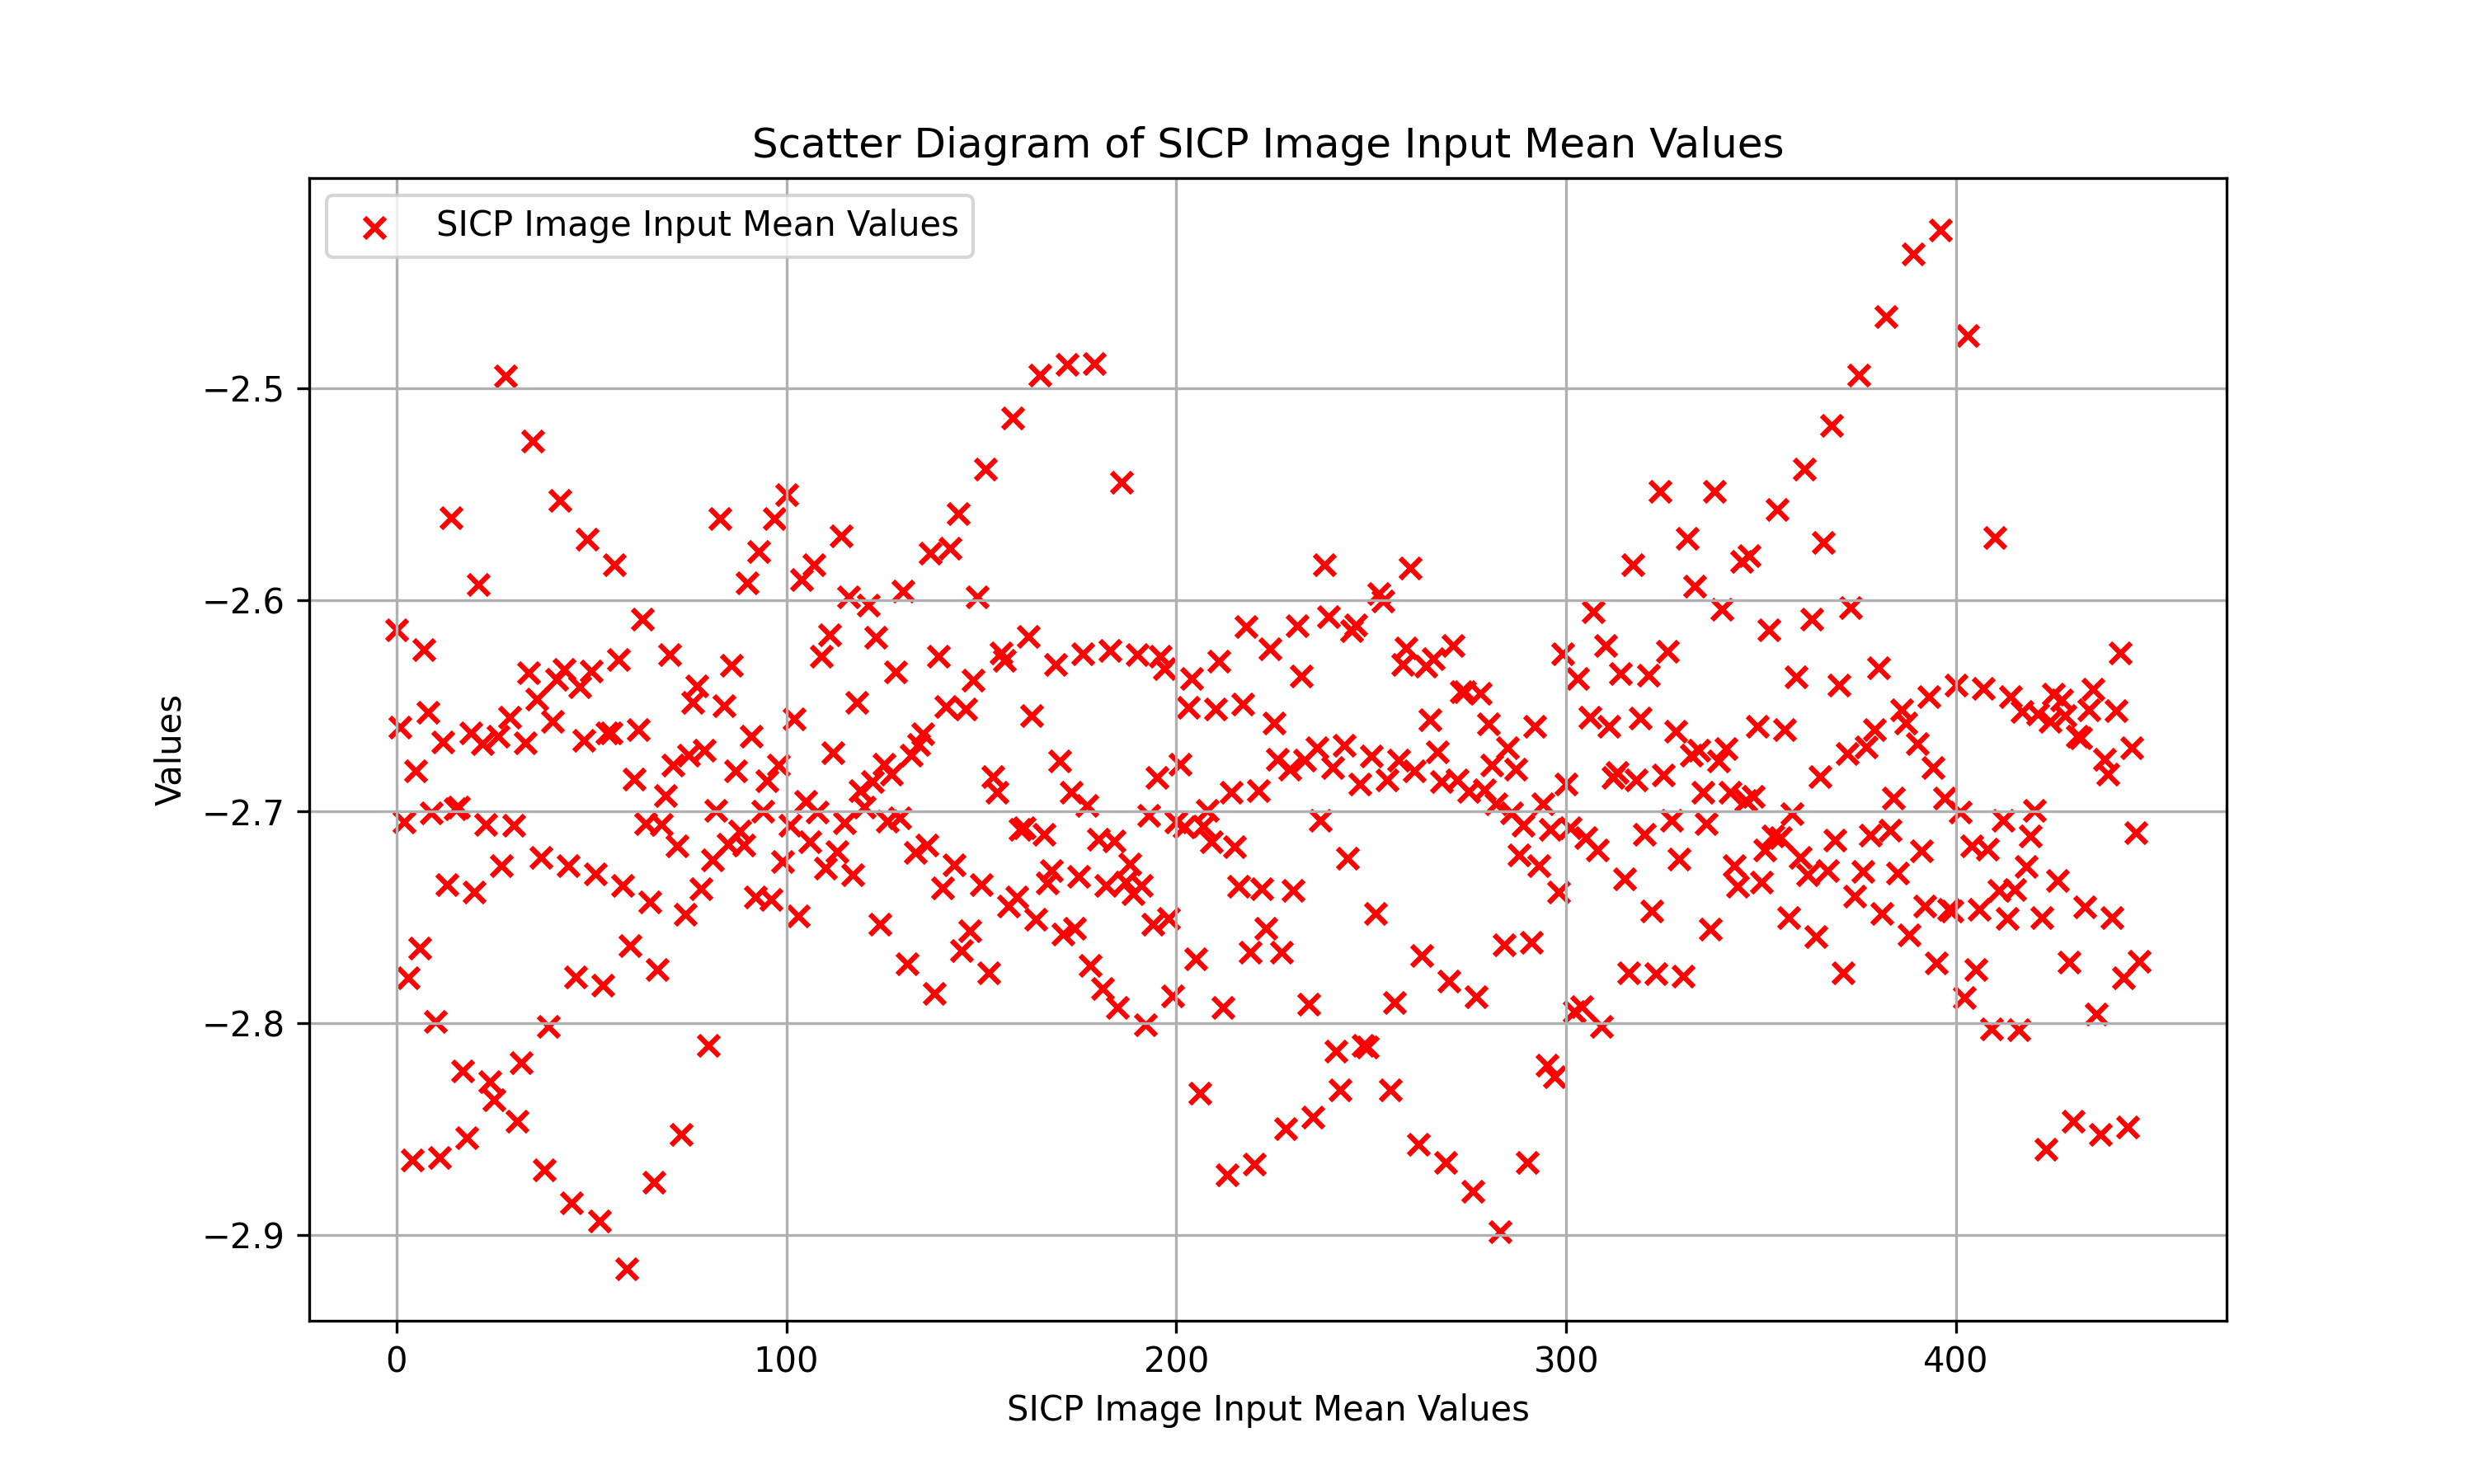 Scatter Diagram of SICP Image Input Mean Values
SICP Image Input Mean Values
Values
−2.5
−2.6
−2.7
−2.8
−2.9
0 100 200 300 400
SICP Image Input Mean Values